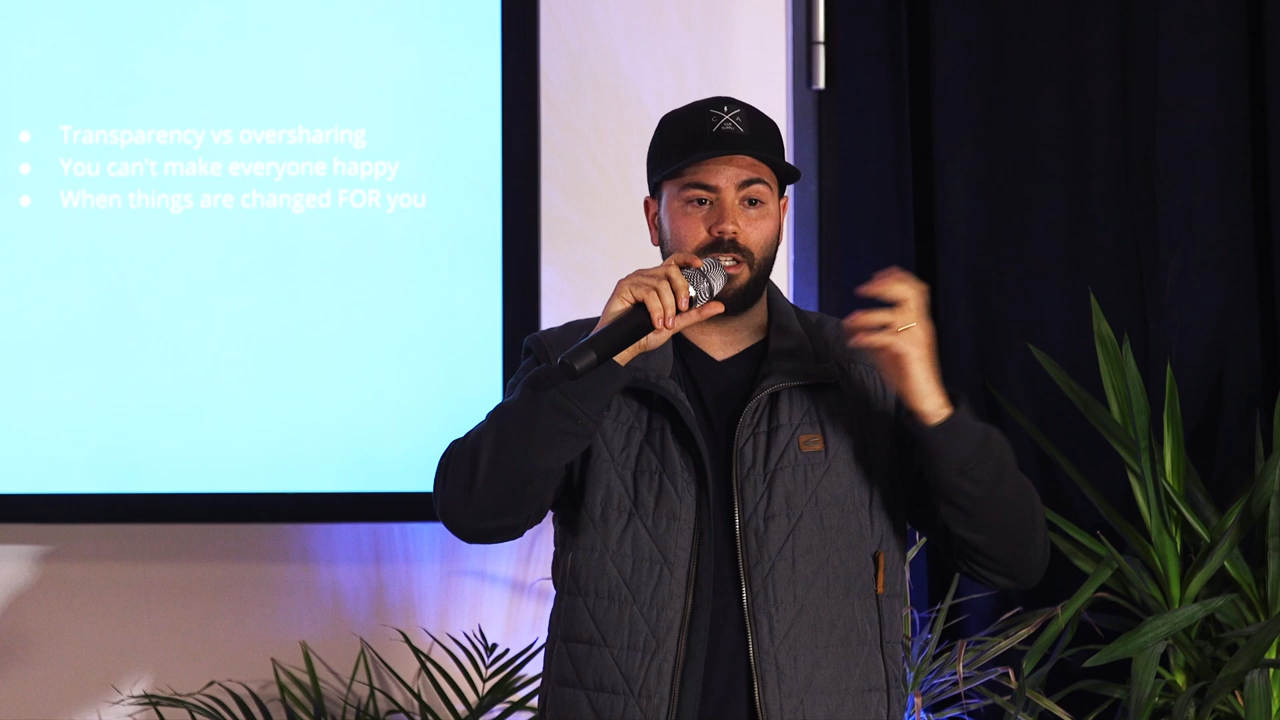 Transparency vs oversharing
You can't make everyone happy
When things are changed FOR you
C A